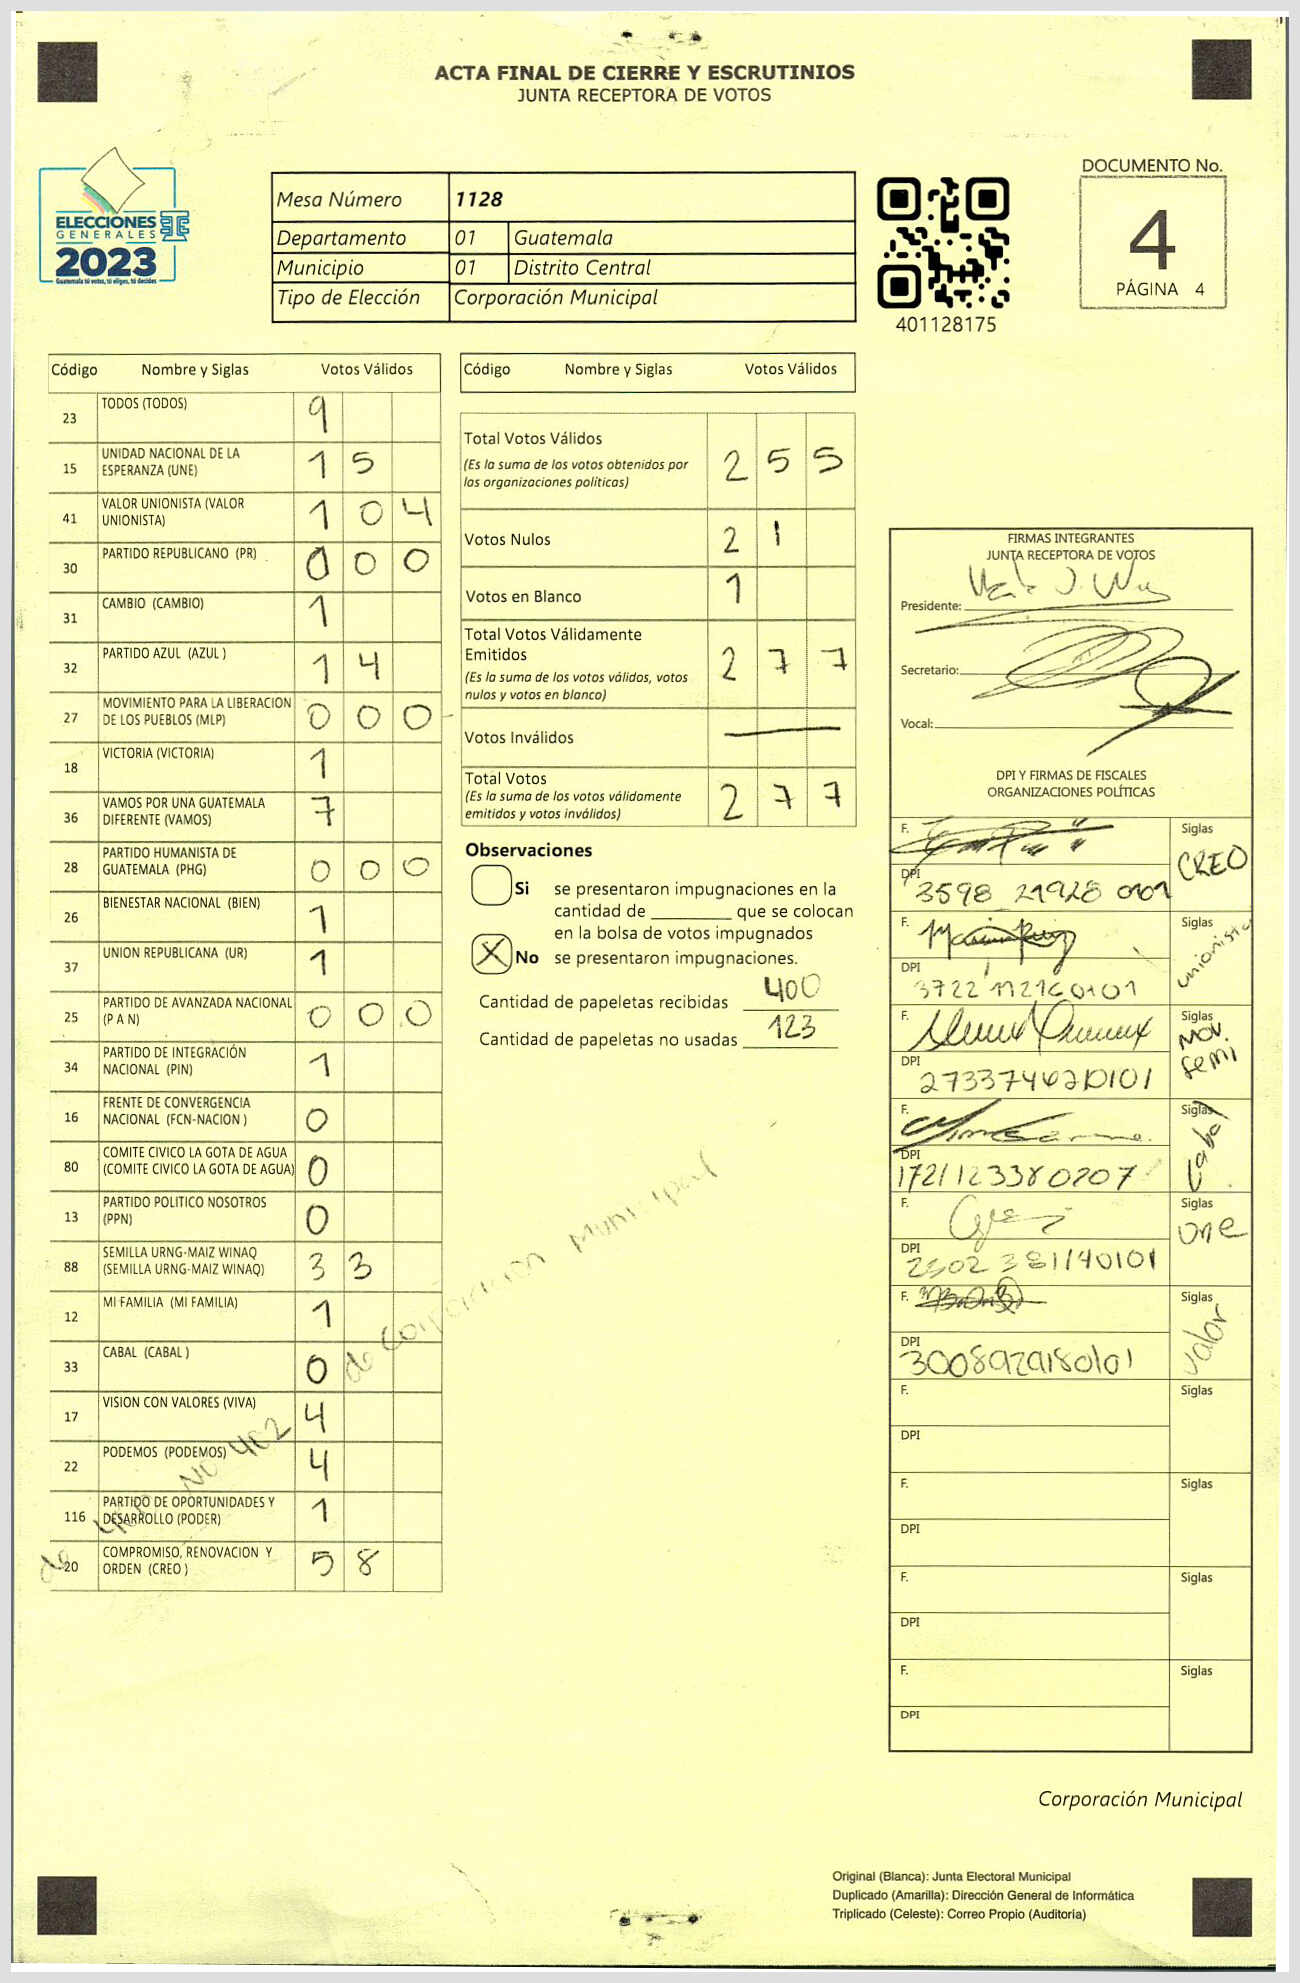 ACTA FINAL DE CIERRE Y ESCRUTINIOS
JUNTA RECEPTORA DE VOTOS
ELECCIONES
GENERALES
2023
Guatemala tú votas, tú eliges, tú decides
Mesa Número 1128
Departamento 01 Guatemala
Municipio 01 Distrito Central
Tipo de Elección Corporación Municipal
401128175
DOCUMENTO No.
4
PÁGINA 4
Código Nombre y Siglas Votos Válidos
23 TODOS (TODOS) 9
15 UNIDAD NACIONAL DE LA ESPERANZA (UNE) 1 5
41 VALOR UNIONISTA (VALOR UNIONISTA) 1 0 4
30 PARTIDO REPUBLICANO (PR) 0 0 0
31 CAMBIO (CAMBIO) 1
32 PARTIDO AZUL (AZUL ) 1 4
27 MOVIMIENTO PARA LA LIBERACION DE LOS PUEBLOS (MLP) 0 0 0
18 VICTORIA (VICTORIA) 1
36 VAMOS POR UNA GUATEMALA DIFERENTE (VAMOS) 7
28 PARTIDO HUMANISTA DE GUATEMALA (PHG) 0 0 0
26 BIENESTAR NACIONAL (BIEN) 1
37 UNION REPUBLICANA (UR) 1
25 PARTIDO DE AVANZADA NACIONAL (P A N) 0 0 0
34 PARTIDO DE INTEGRACIÓN NACIONAL (PIN) 1
16 FRENTE DE CONVERGENCIA NACIONAL (FCN-NACION ) 0
80 COMITE CIVICO LA GOTA DE AGUA (COMITE CIVICO LA GOTA DE AGUA) 0
13 PARTIDO POLITICO NOSOTROS (PPN) 0
88 SEMILLA URNG-MAIZ WINAQ (SEMILLA URNG-MAIZ WINAQ) 3 3
12 MI FAMILIA (MI FAMILIA) 1
33 CABAL (CABAL ) 0
17 VISION CON VALORES (VIVA) 4
22 PODEMOS (PODEMOS) 4
116 PARTIDO DE OPORTUNIDADES Y DESARROLLO (PODER) 1
20 COMPROMISO, RENOVACION Y ORDEN (CREO ) 5 8
No 402
de Corporación Municipal
Código Nombre y Siglas Votos Válidos
Total Votos Válidos 2 5 5
(Es la suma de los votos obtenidos por
las organizaciones políticas)
Votos Nulos 2 1
Votos en Blanco 1
Total Votos Válidamente
Emitidos 2 7 7
(Es la suma de los votos válidos, votos
nulos y votos en blanco)
Votos Inválidos —
Total Votos 2 7 7
(Es la suma de los votos válidamente
emitidos y votos inválidos)
Observaciones
Si se presentaron impugnaciones en la
cantidad de ________ que se colocan
en la bolsa de votos impugnados
X No se presentaron impugnaciones.
Cantidad de papeletas recibidas 400
Cantidad de papeletas no usadas 123
FIRMAS INTEGRANTES
JUNTA RECEPTORA DE VOTOS
Presidente:
Secretario:
Vocal:
DPI Y FIRMAS DE FISCALES
ORGANIZACIONES POLÍTICAS
F. Siglas CREO
DPI 3598 21928 0101
F. Siglas unionista
DPI 3722 11216 0101
F. Siglas Mov. Semi
DPI 2733746720101
F. Siglas Cabal
DPI 1721 12338 0207
F. Siglas Une
DPI 2302 381140101
F. Siglas Valor
DPI 3008929180101
F. Siglas
DPI
F. Siglas
DPI
F. Siglas
DPI
F. Siglas
DPI
Corporación Municipal
Original (Blanca): Junta Electoral Municipal
Duplicado (Amarilla): Dirección General de Informática
Triplicado (Celeste): Correo Propio (Auditoría)